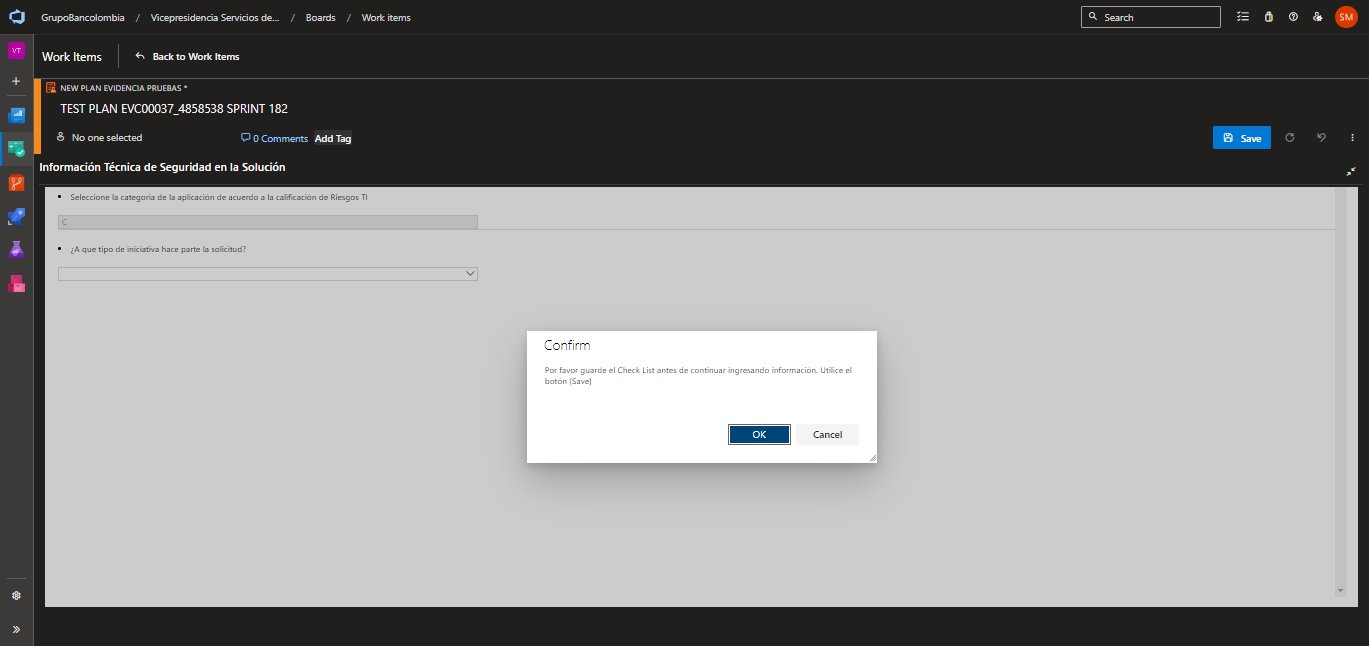 GrupoBancolombia / Vicepresidencia Servicios de... / Boards / Work items
Search
SM
VT
Work Items
Back to Work Items
NEW PLAN EVIDENCIA PRUEBAS *
TEST PLAN EVC00037_4858538 SPRINT 182
No one selected
0 Comments
Add Tag
Save
Información Técnica de Seguridad en la Solución
• Seleccione la categoría de la aplicación de acuerdo a la calificación de Riesgos TI
C
• ¿A que tipo de iniciativa hace parte la solicitud?
Confirm
Por favor guarde el Check List antes de continuar ingresando información. Utilice el
botón [Save]
OK
Cancel